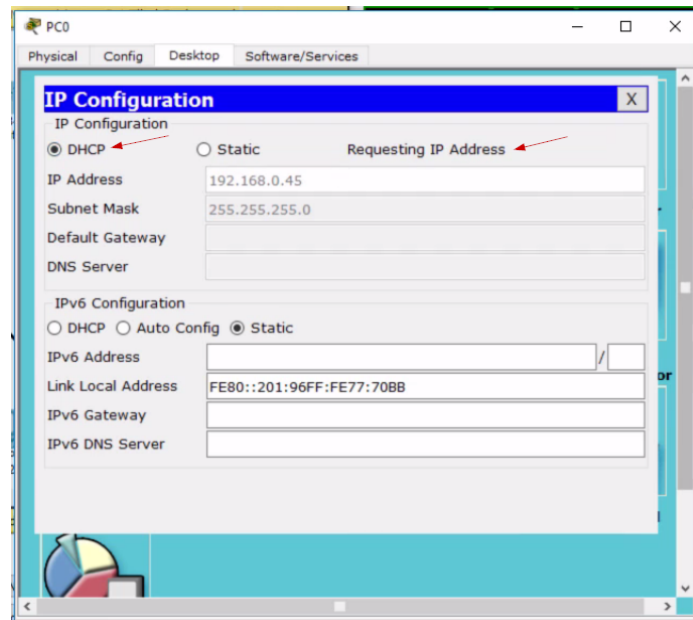 PC0
Physical Config Desktop Software/Services
IP Configuration X
IP Configuration
DHCP Static Requesting IP Address
IP Address 192.168.0.45
Subnet Mask 255.255.255.0
Default Gateway
DNS Server
IPv6 Configuration
DHCP Auto Config Static
IPv6 Address /
Link Local Address FE80::201:96FF:FE77:70BB
IPv6 Gateway
IPv6 DNS Server
or